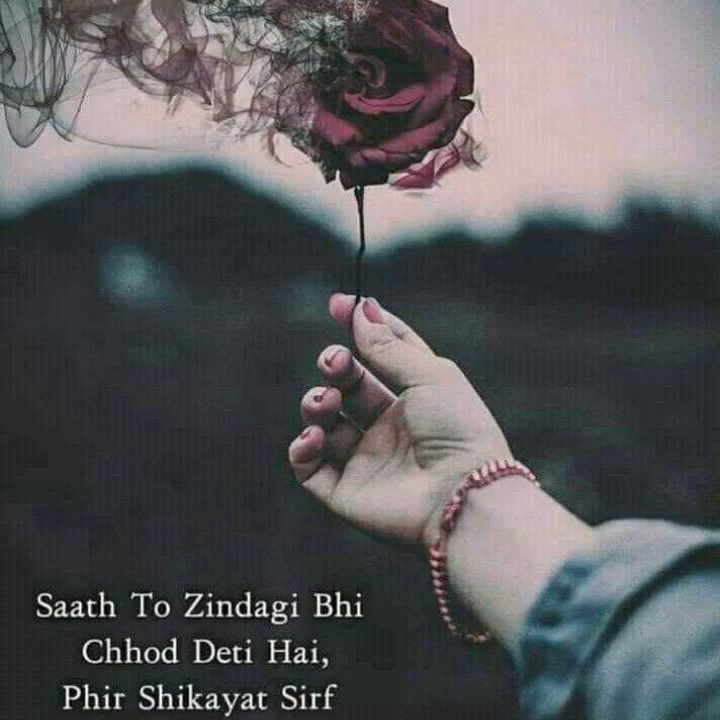 Saath To Zindagi Bhi
Chhod Deti Hai,
Phir Shikayat Sirf